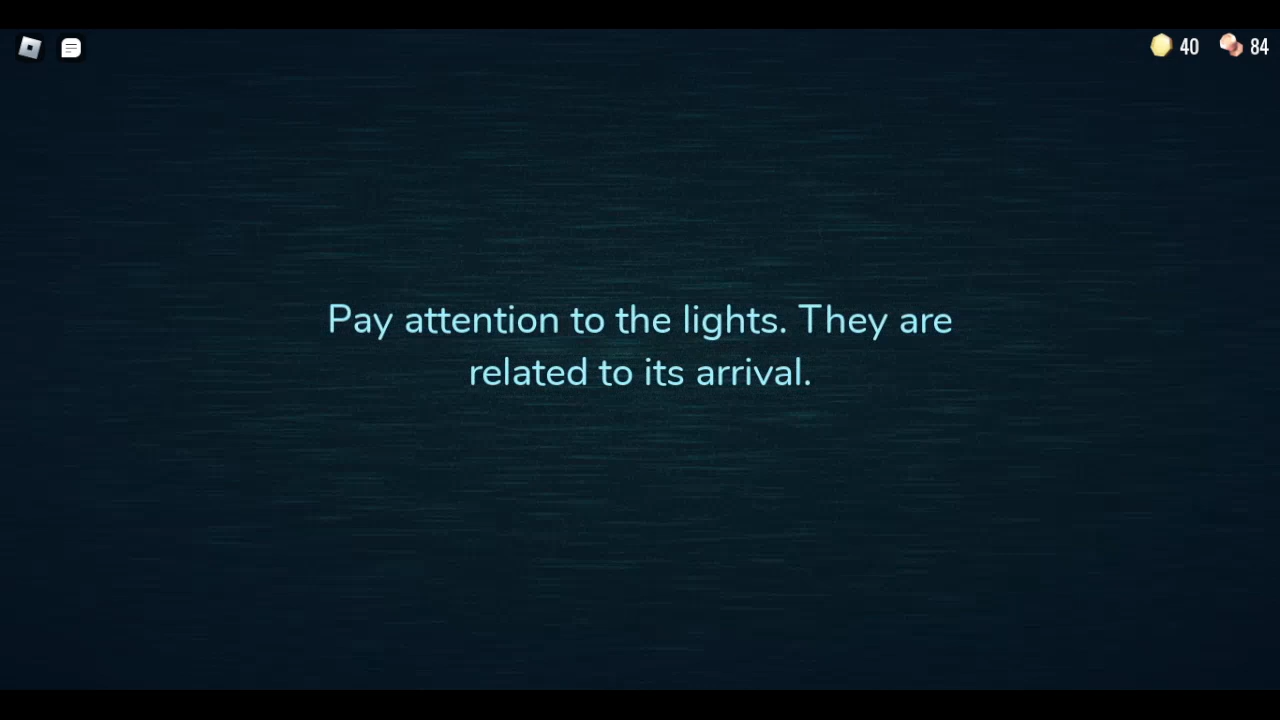 40 84
Pay attention to the lights. They are
related to its arrival.